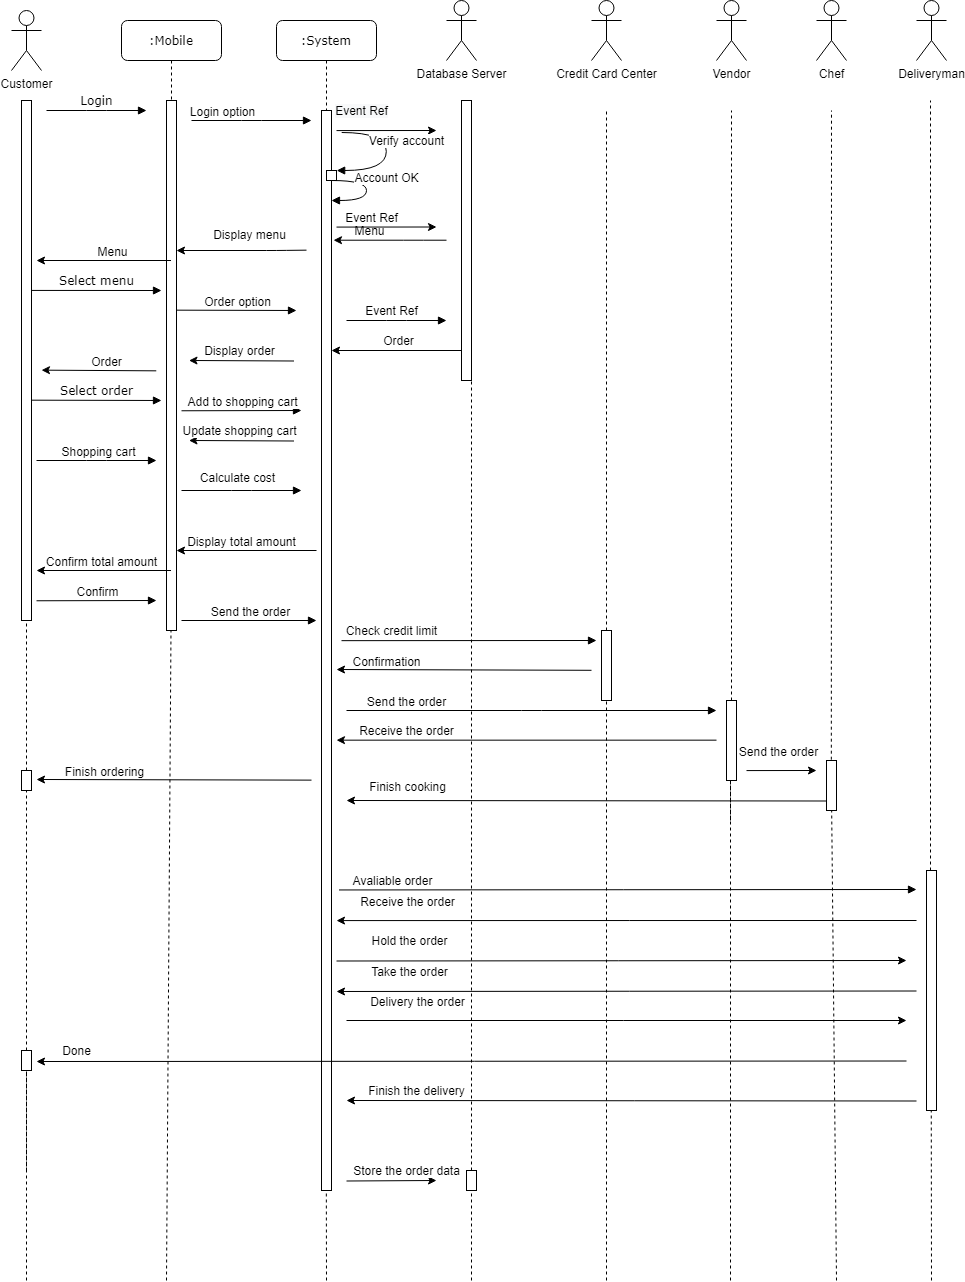 Customer
:Mobile
:System
Database Server
Credit Card Center
Vendor
Chef
Deliveryman
Login
Login option
Event Ref
Verify account
Account OK
Event Ref
Menu
Display menu
Menu
Select menu
Order option
Event Ref
Order
Display order
Order
Select order
Add to shopping cart
Update shopping cart
Shopping cart
Calculate cost
Display total amount
Confirm total amount
Confirm
Send the order
Check credit limit
Confirmation
Send the order
Receive the order
Send the order
Finish ordering
Finish cooking
Avaliable order
Receive the order
Hold the order
Take the order
Delivery the order
Done
Finish the delivery
Store the order data